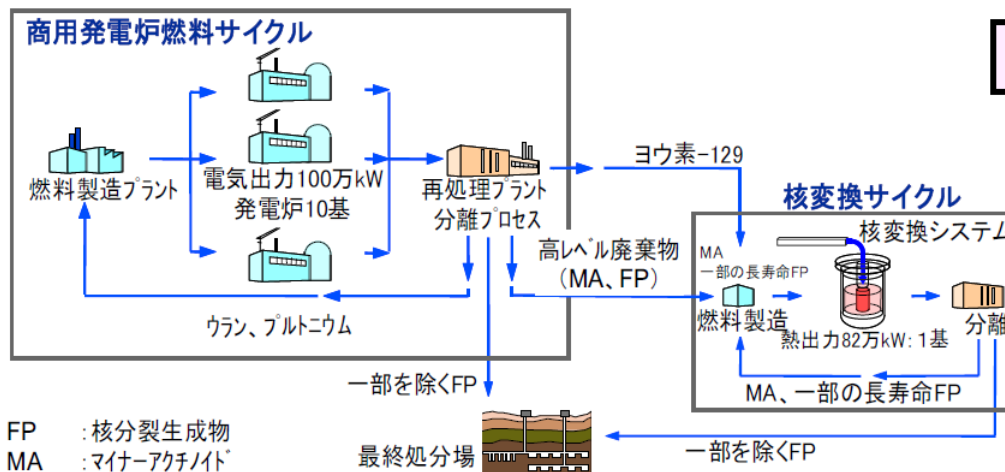 商用発電炉燃料サイクル
燃料製造プラント
電気出力100万kW
発電炉10基
再処理プラント
分離プロセス
ウラン、プルトニウム
ヨウ素-129
高レベル廃棄物
(MA、FP)
一部を除くFP
核変換サイクル
核変換システム
MA
一部の長寿命FP
燃料製造
熱出力82万kW:1基
分離
MA、一部の長寿命FP
一部を除くFP
最終処分場
FP :核分裂生成物
MA :マイナーアクチノイド